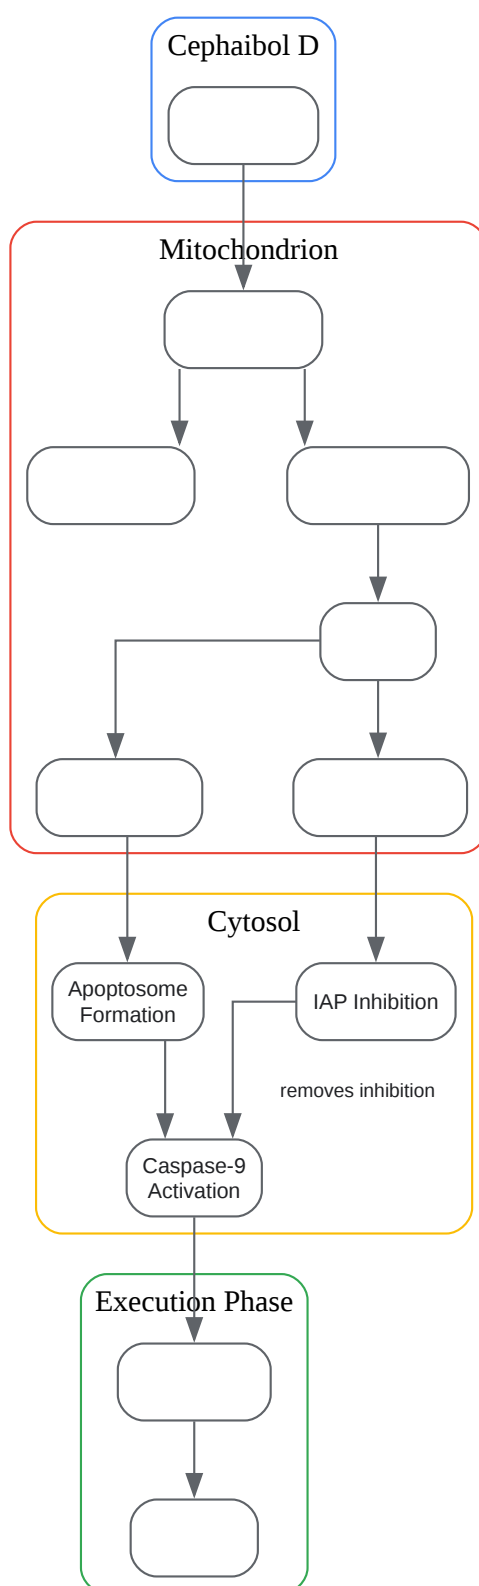 Cephaibol D
Mitochondrion
Cytosol
Apoptosome
Formation
IAP Inhibition
removes inhibition
Caspase-9
Activation
Execution Phase